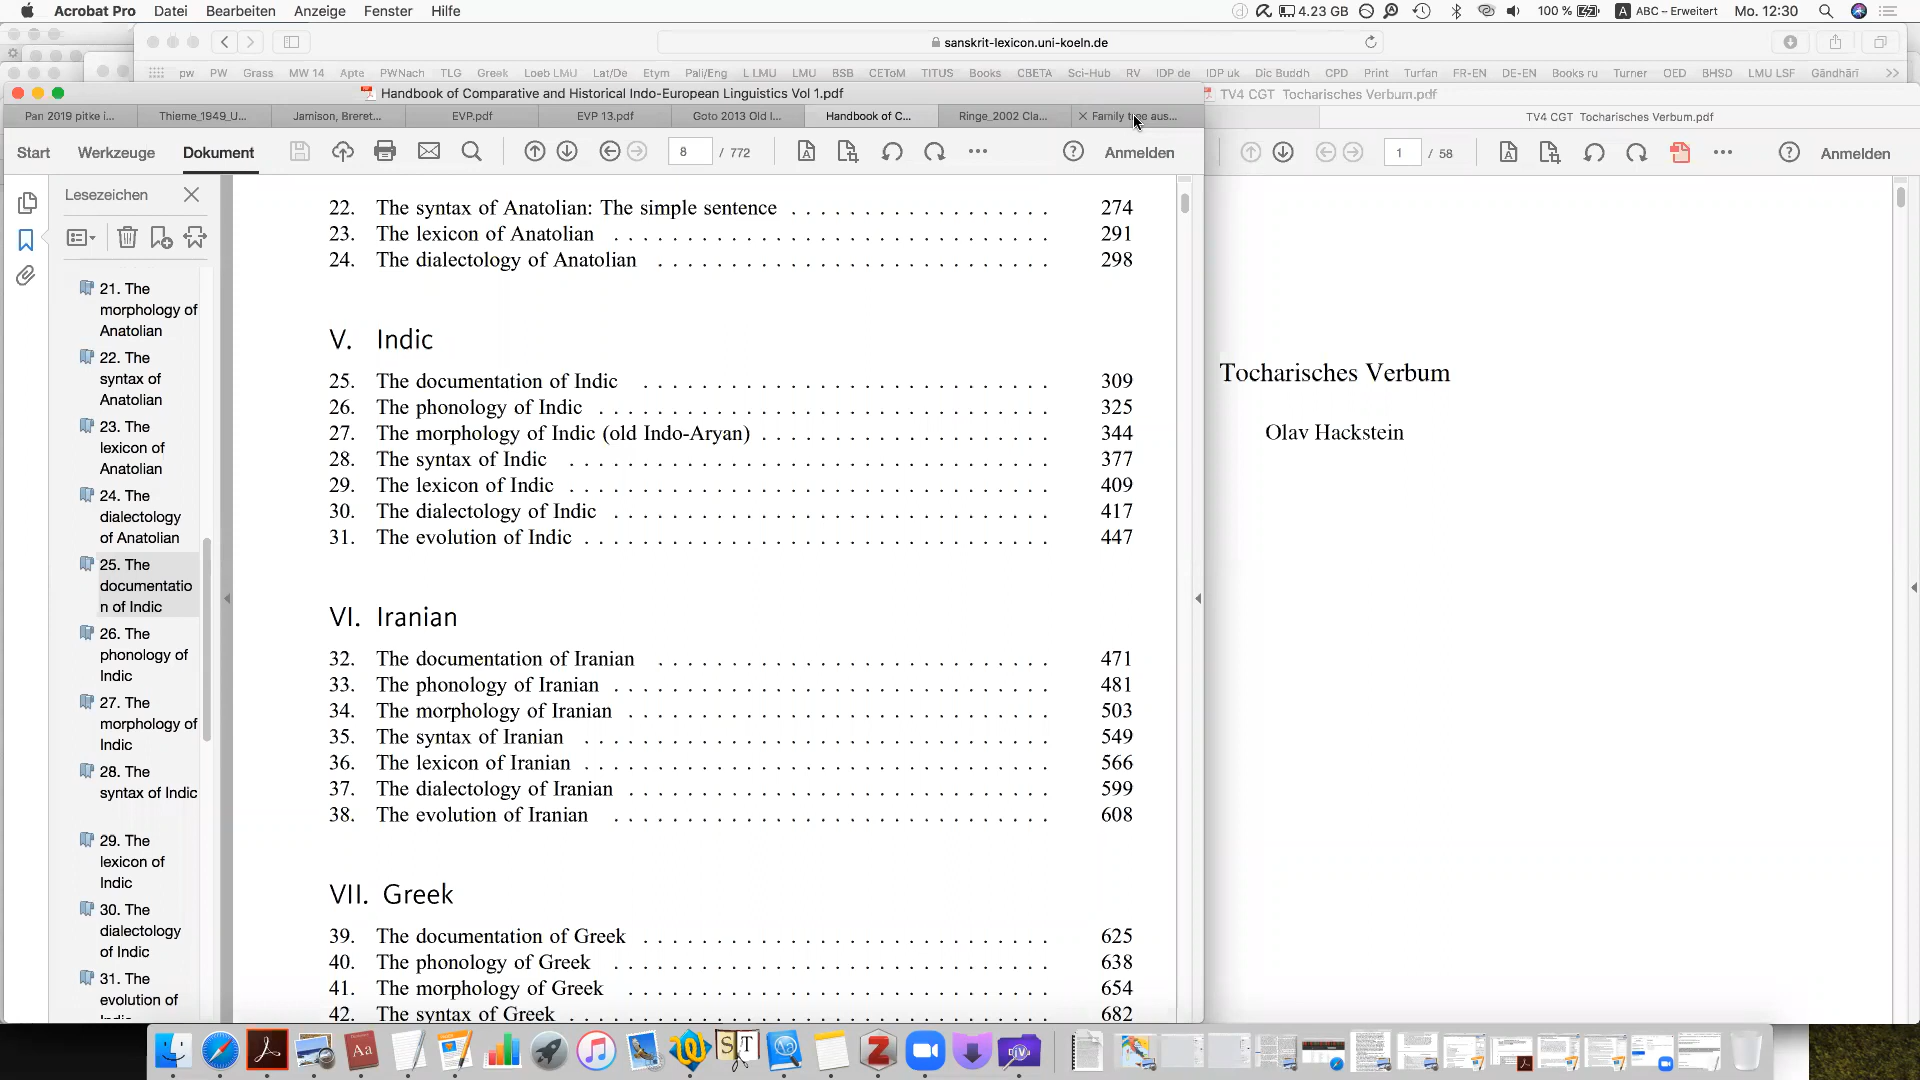 Acrobat Pro Datei Bearbeiten Anzeige Fenster Hilfe 4.23 GB 100 % A ABC – Erweitert Mo. 12:30
sanskrit-lexicon.uni-koeln.de
pw PW Grass MW 14 Apte PWNach TLG Greek Loeb LMU Lat/De Etym Pali/Eng L LMU LMU BSB CEToM TITUS Books CBETA Sci-Hub RV IDP de IDP uk Dic Buddh CPD Print Turfan FR-EN DE-EN Books ru Turner OED BHSD LMU LSF Gāndhārī >>
Handbook of Comparative and Historical Indo-European Linguistics Vol 1.pdf
TV4 CGT Tocharisches Verbum.pdf
Pan 2019 pitke i... Thieme_1949_U... Jamison, Breret... EVP.pdf EVP 13.pdf Goto 2013 Old I... Handbook of C... Ringe_2002 Cla... Family tree aus...
TV4 CGT Tocharisches Verbum.pdf
Start Werkzeuge Dokument 8 / 772 Anmelden
1 / 58 Anmelden
Lesezeichen
21. The
morphology of
Anatolian
22. The
syntax of
Anatolian
23. The
lexicon of
Anatolian
24. The
dialectology
of Anatolian
25. The
documentatio
n of Indic
26. The
phonology of
Indic
27. The
morphology of
Indic
28. The
syntax of Indic
29. The
lexicon of
Indic
30. The
dialectology
of Indic
31. The
evolution of
22. The syntax of Anatolian: The simple sentence . . . . . . . . . . . . . . . . . . 274
23. The lexicon of Anatolian . . . . . . . . . . . . . . . . . . . . . . . . . . . . . . 291
24. The dialectology of Anatolian . . . . . . . . . . . . . . . . . . . . . . . . . . . 298
V. Indic
25. The documentation of Indic . . . . . . . . . . . . . . . . . . . . . . . . . . . . 309
26. The phonology of Indic . . . . . . . . . . . . . . . . . . . . . . . . . . . . . . . 325
27. The morphology of Indic (old Indo-Aryan) . . . . . . . . . . . . . . . . . . . . 344
28. The syntax of Indic . . . . . . . . . . . . . . . . . . . . . . . . . . . . . . . . . 377
29. The lexicon of Indic . . . . . . . . . . . . . . . . . . . . . . . . . . . . . . . . . 409
30. The dialectology of Indic . . . . . . . . . . . . . . . . . . . . . . . . . . . . . . 417
31. The evolution of Indic . . . . . . . . . . . . . . . . . . . . . . . . . . . . . . . . 447
VI. Iranian
32. The documentation of Iranian . . . . . . . . . . . . . . . . . . . . . . . . . . . 471
33. The phonology of Iranian . . . . . . . . . . . . . . . . . . . . . . . . . . . . . . 481
34. The morphology of Iranian . . . . . . . . . . . . . . . . . . . . . . . . . . . . . 503
35. The syntax of Iranian . . . . . . . . . . . . . . . . . . . . . . . . . . . . . . . . 549
36. The lexicon of Iranian . . . . . . . . . . . . . . . . . . . . . . . . . . . . . . . . 566
37. The dialectology of Iranian . . . . . . . . . . . . . . . . . . . . . . . . . . . . . 599
38. The evolution of Iranian . . . . . . . . . . . . . . . . . . . . . . . . . . . . . . 608
VII. Greek
39. The documentation of Greek . . . . . . . . . . . . . . . . . . . . . . . . . . . . 625
40. The phonology of Greek . . . . . . . . . . . . . . . . . . . . . . . . . . . . . . 638
41. The morphology of Greek . . . . . . . . . . . . . . . . . . . . . . . . . . . . . 654
42. The syntax of Greek . . . . . . . . . . . . . . . . . . . . . . . . . . . . . . . . . 682
Tocharisches Verbum
Olav Hackstein